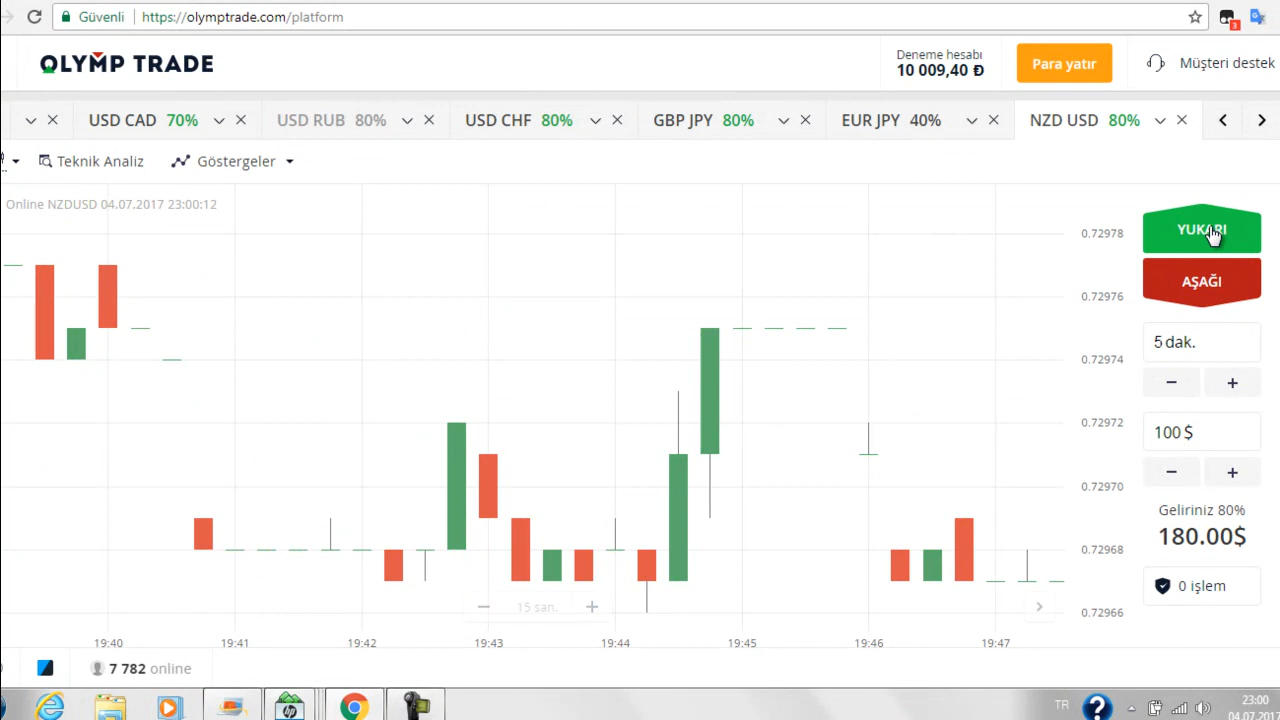 Güvenli
https://olymptrade.com/platform
3
OLYMP TRADE
Deneme hesabı
10 009,40 Đ
Para yatır
Müşteri destek
USD CAD 70%
USD RUB 80%
USD CHF 80%
GBP JPY 80%
EUR JPY 40%
NZD USD 80%
Teknik Analiz
Göstergeler
Online NZDUSD 04.07.2017 23:00:12
0.72978
0.72976
0.72974
0.72972
0.72970
0.72968
0.72966
YUKARI
AŞAĞI
5 dak.
− +
100 $
− +
Geliriniz 80%
180.00$
0 işlem
− 15 san. +
19:40 19:41 19:42 19:43 19:44 19:45 19:46 19:47
7 782 online
hp
TR
?
23:00
04.07.2017